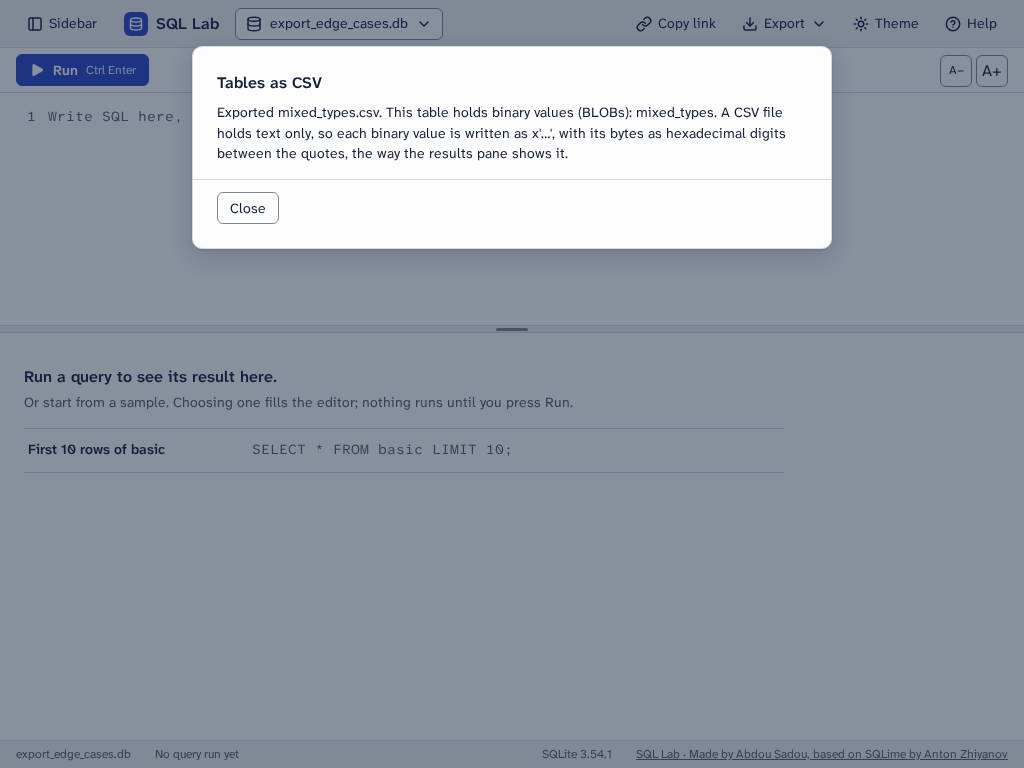 Sidebar
SQL Lab
export_edge_cases.db
Copy link
Export
Theme
Help
Run Ctrl Enter
A−
A+
Tables as CSV
Exported mixed_types.csv. This table holds binary values (BLOBs): mixed_types. A CSV file
holds text only, so each binary value is written as x'…', with its bytes as hexadecimal digits
between the quotes, the way the results pane shows it.
Close
1 Write SQL here,
Run a query to see its result here.
Or start from a sample. Choosing one fills the editor; nothing runs until you press Run.
First 10 rows of basic SELECT * FROM basic LIMIT 10;
export_edge_cases.db No query run yet SQLite 3.54.1 SQL Lab · Made by Abdou Sadou, based on SQLime by Anton Zhiyanov